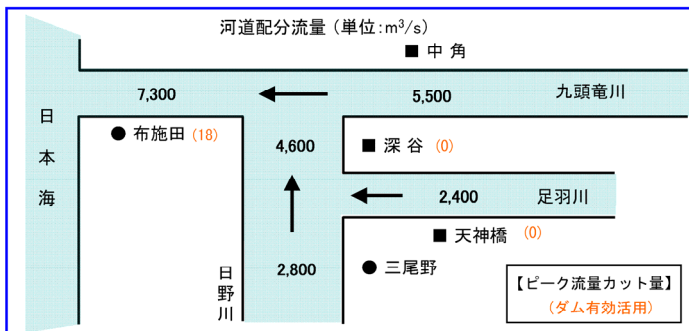 河道配分流量 (単位:m³/s)
■ 中 角
7,300
5,500
九頭竜川
日本海
● 布施田 (18)
4,600
■ 深 谷 (0)
2,400
足羽川
■ 天神橋 (0)
2,800
● 三尾野
日野川
【ピーク流量カット量】
(ダム有効活用)